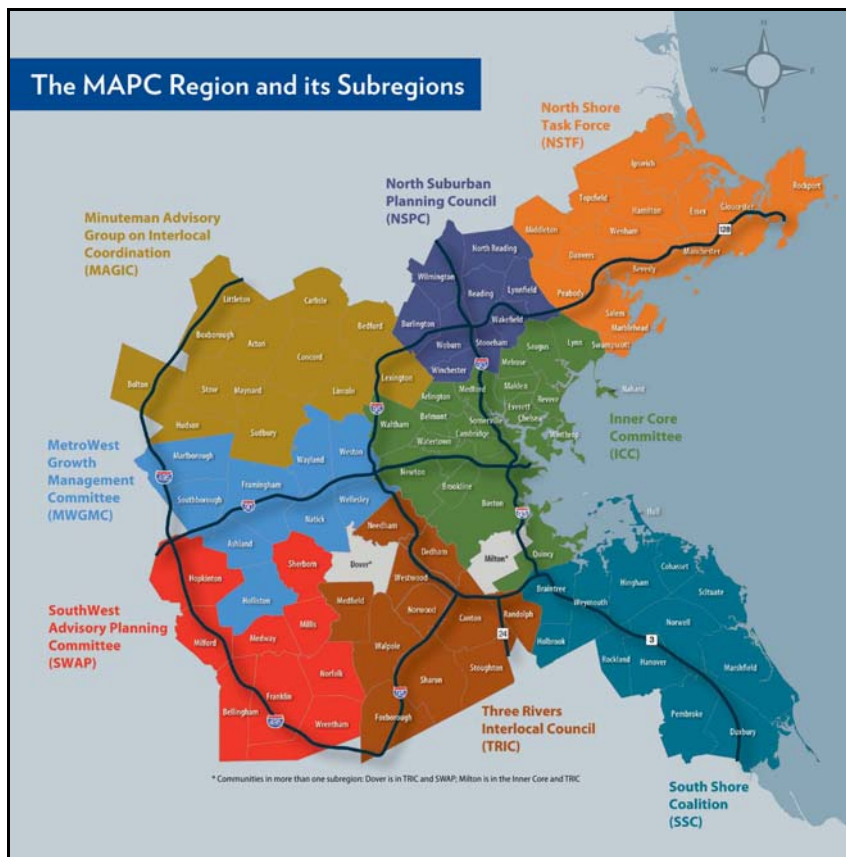 N
W
E
S
The MAPC Region and its Subregions
North Shore
Task Force
(NSTF)
North Suburban
Planning Council
(NSPC)
Minuteman Advisory
Group on Interlocal
Coordination
(MAGIC)
MetroWest
Growth
Management
Committee
(MWGMC)
SouthWest
Advisory Planning
Committee
(SWAP)
Inner Core
Committee
(ICC)
Three Rivers
Interlocal Council
(TRIC)
South Shore
Coalition
(SSC)
Ipswich
Rockport
Topsfield
Hamilton
Essex
Gloucester
Middleton
Wenham
128
Danvers
Manchester
Beverly
Peabody
Salem
Marblehead
Swampscott
North Reading
Wilmington
Reading
Lynnfield
Burlington
Wakefield
Woburn
Stoneham
Winchester
Littleton
Carlisle
Boxborough
Acton
Bedford
Concord
Bolton
Stow
Maynard
Lincoln
Lexington
Hudson
Sudbury
Saugus
Lynn
Melrose
Nahant
Medford
Malden
Arlington
Revere
Everett
Chelsea
Belmont
Somerville
Waltham
Cambridge
Winthrop
Watertown
Newton
Brookline
Boston
Quincy
Milton*
Marlborough
Wayland
Weston
Framingham
Southborough
Wellesley
Natick
Ashland
Holliston
Hopkinton
Sherborn
Dover*
Milford
Medway
Millis
Norfolk
Franklin
Bellingham
Wrentham
495
Needham
Dedham
Westwood
Medfield
Norwood
Canton
Randolph
24
Walpole
Stoughton
Sharon
Foxborough
Hull
Braintree
Weymouth
Hingham
Cohasset
Scituate
Holbrook
Norwell
3
Rockland
Hanover
Marshfield
Pembroke
Duxbury
* Communities in more than one subregion: Dover is in TRIC and SWAP; Milton is in the Inner Core and TRIC